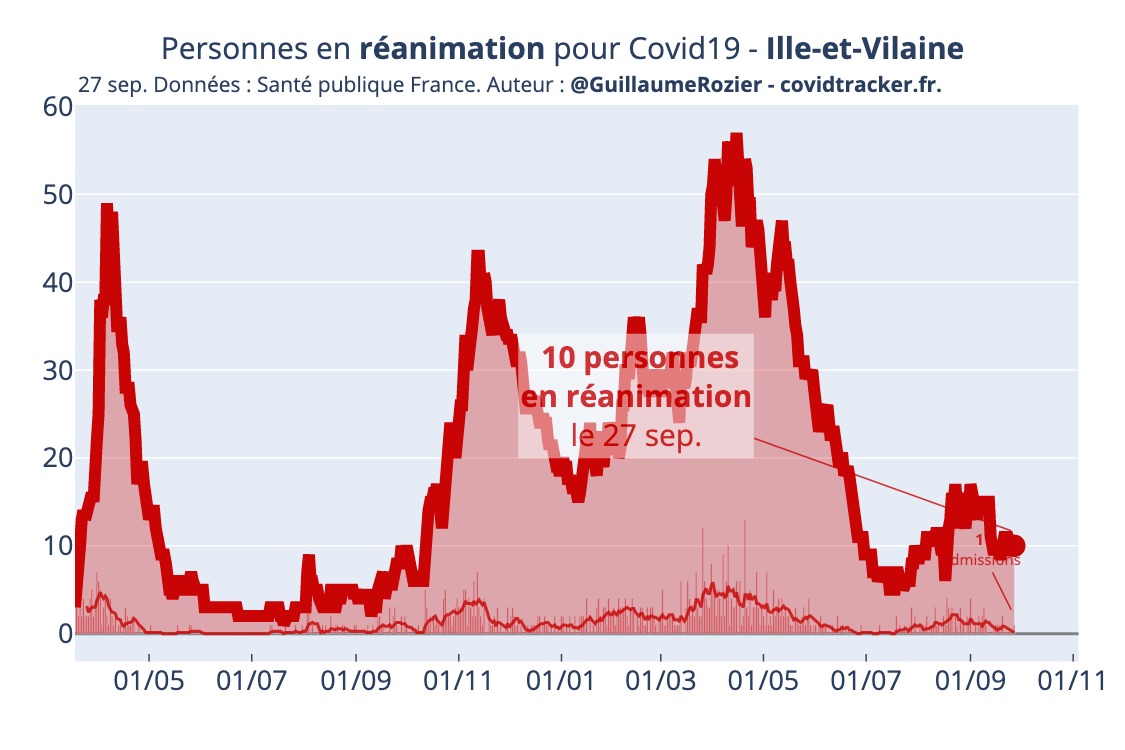 Personnes en réanimation pour Covid19 - Ille-et-Vilaine
27 sep. Données : Santé publique France. Auteur : @GuillaumeRozier - covidtracker.fr.
60
50
40
30
20
10
0
10 personnes
en réanimation
le 27 sep.
1
dmissions
01/05 01/07 01/09 01/11 01/01 01/03 01/05 01/07 01/09 01/11